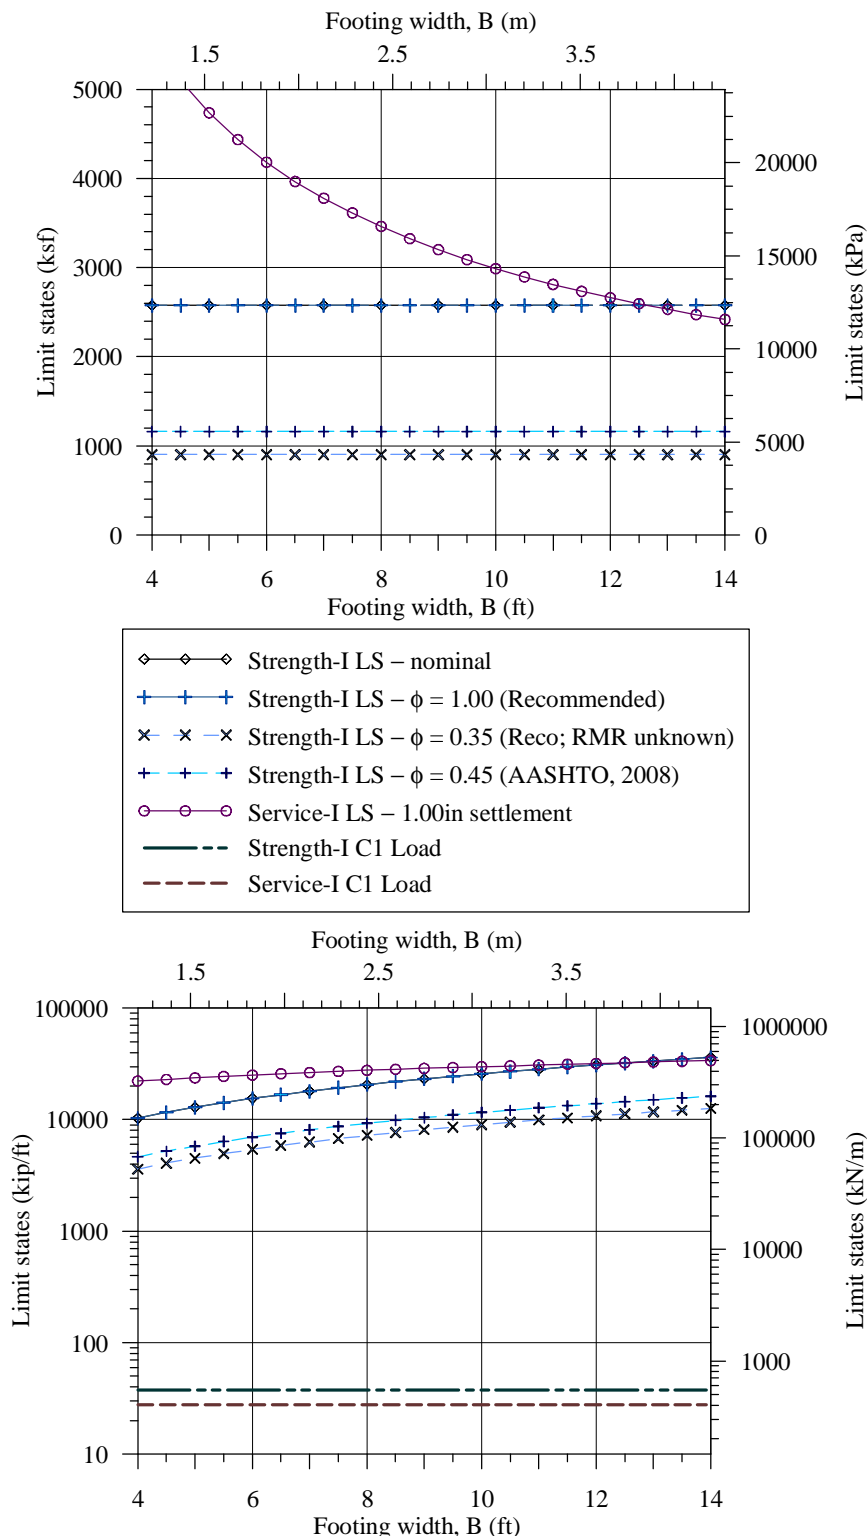 Footing width, B (m)
1.5 2.5 3.5
5000
4000
3000
2000
1000
0
Limit states (ksf)
20000
15000
10000
5000
0
Limit states (kPa)
4 6 8 10 12 14
Footing width, B (ft)
Strength-I LS – nominal
Strength-I LS – ϕ = 1.00 (Recommended)
Strength-I LS – ϕ = 0.35 (Reco; RMR unknown)
Strength-I LS – ϕ = 0.45 (AASHTO, 2008)
Service-I LS – 1.00in settlement
Strength-I C1 Load
Service-I C1 Load
Footing width, B (m)
1.5 2.5 3.5
100000
10000
1000
100
10
Limit states (kip/ft)
1000000
100000
10000
1000
Limit states (kN/m)
4 6 8 10 12 14
Footing width, B (ft)